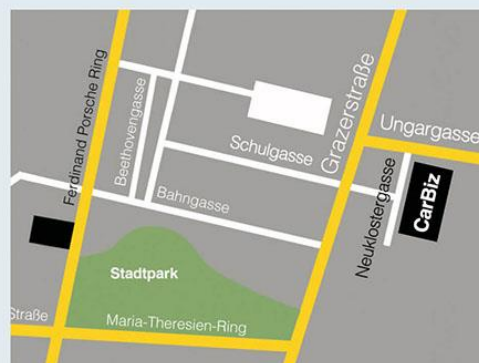 Ferdinand Porsche Ring
Beethovengasse
Schulgasse
Grazerstraße
Ungargasse
Neuklostergasse
CarBiz
Bahngasse
Stadtpark
Straße
Maria-Theresien-Ring